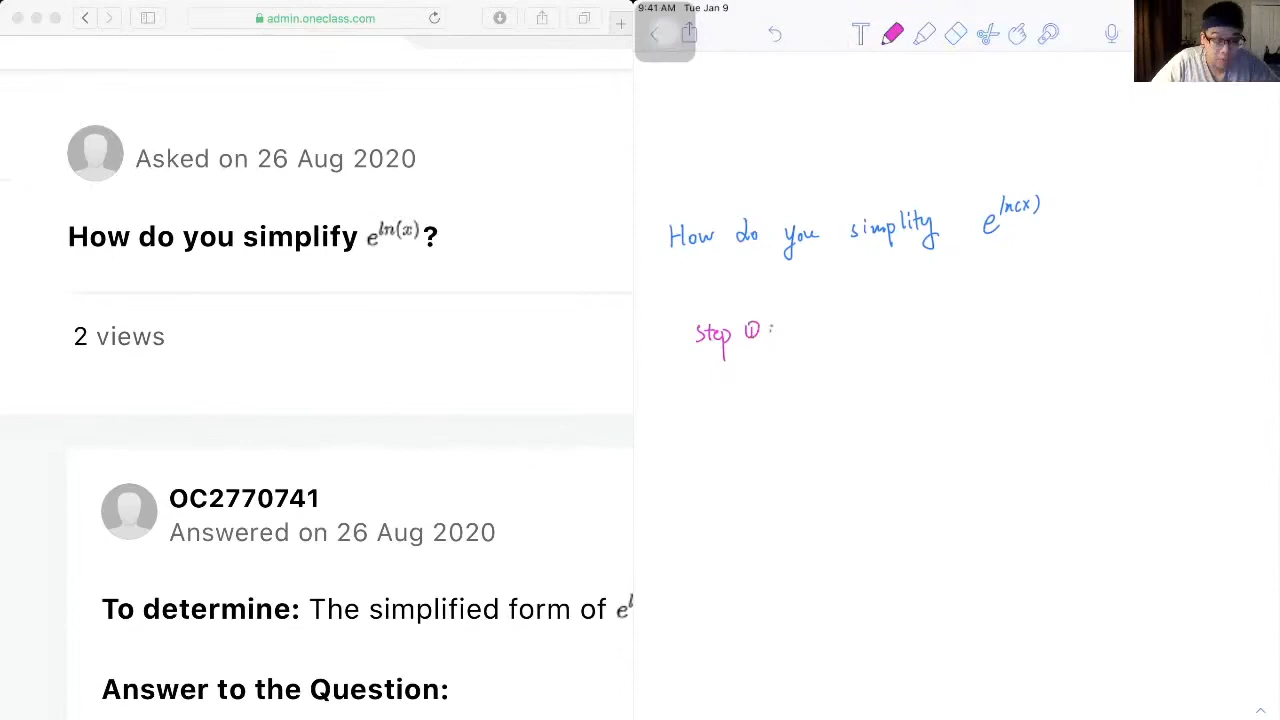 admin.oneclass.com
9:41 AM Tue Jan 9
Asked on 26 Aug 2020
How do you simplify e^{ln(x)}?
2 views
OC2770741
Answered on 26 Aug 2020
To determine: The simplified form of e^l
Answer to the Question:
T
How do you simplity e^{ln(x)}
Step ①: